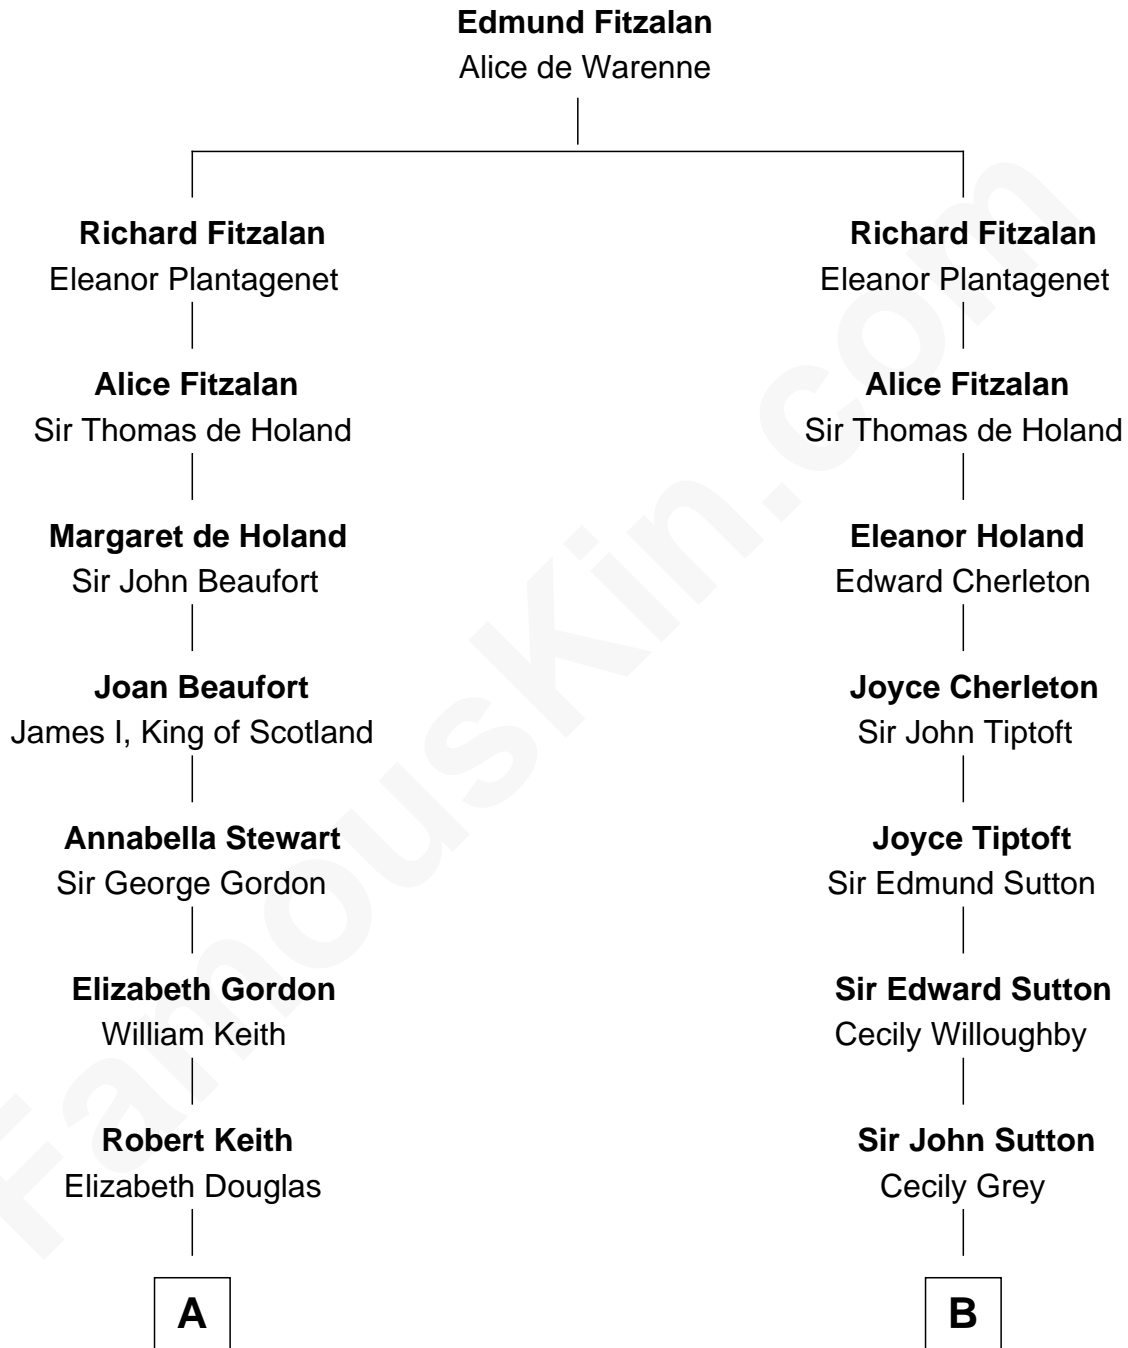 Edmund Fitzalan
Alice de Warenne
Richard Fitzalan
Eleanor Plantagenet
Alice Fitzalan
Sir Thomas de Holand
Margaret de Holand
Sir John Beaufort
Joan Beaufort
James I, King of Scotland
Annabella Stewart
Sir George Gordon
Elizabeth Gordon
William Keith
Robert Keith
Elizabeth Douglas
A
Richard Fitzalan
Eleanor Plantagenet
Alice Fitzalan
Sir Thomas de Holand
Eleanor Holand
Edward Cherleton
Joyce Cherleton
Sir John Tiptoft
Joyce Tiptoft
Sir Edmund Sutton
Sir Edward Sutton
Cecily Willoughby
Sir John Sutton
Cecily Grey
B
FamousKin.com